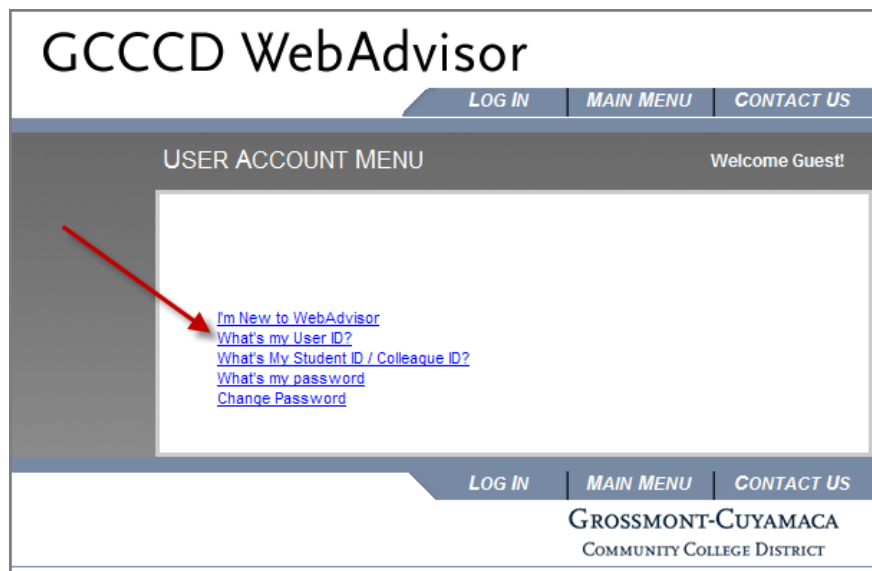 GCCCD WebAdvisor
LOG IN MAIN MENU CONTACT US
USER ACCOUNT MENU Welcome Guest!
I'm New to WebAdvisor
What's my User ID?
What's My Student ID / Colleague ID?
What's my password
Change Password
LOG IN MAIN MENU CONTACT US
GROSSMONT-CUYAMACA
COMMUNITY COLLEGE DISTRICT